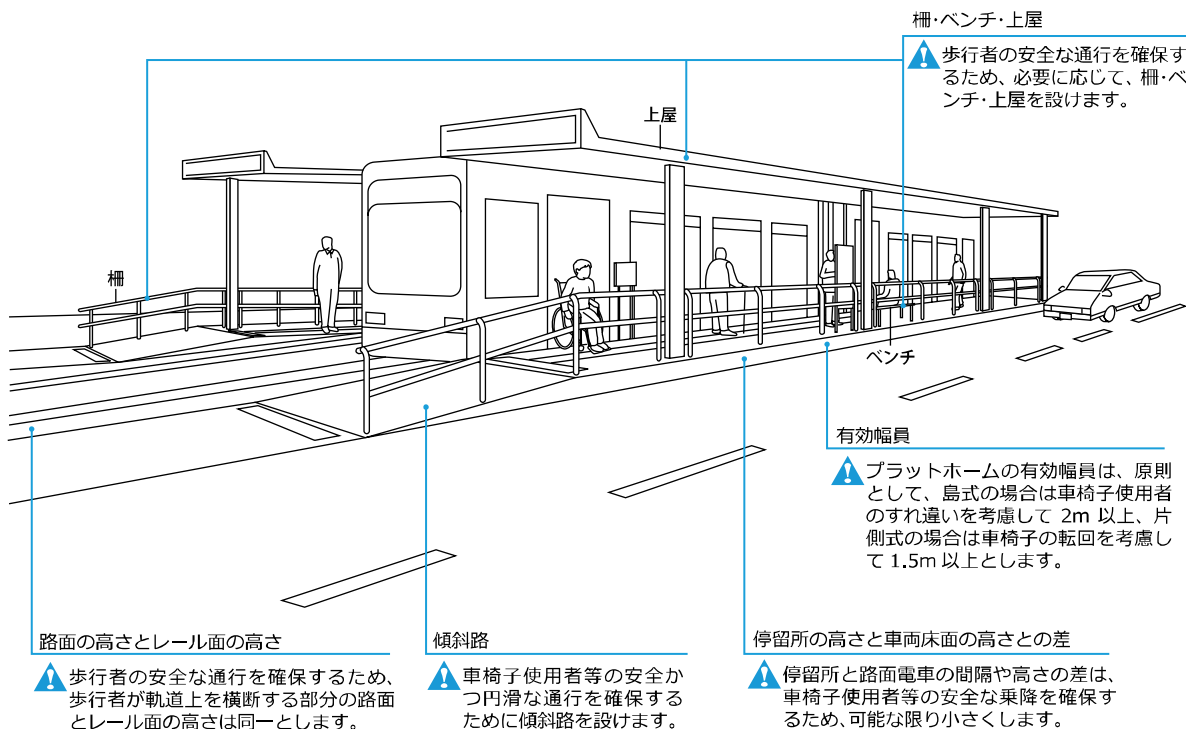 柵・ベンチ・上屋
歩行者の安全な通行を確保す
るため、必要に応じて、柵・ベ
ンチ・上屋を設けます。
上屋
柵
ベンチ
有効幅員
プラットホームの有効幅員は、原則
として、島式の場合は車椅子使用者
のすれ違いを考慮して 2m 以上、片
側式の場合は車椅子の転回を考慮し
て 1.5m 以上とします。
路面の高さとレール面の高さ
歩行者の安全な通行を確保するため、
歩行者が軌道上を横断する部分の路面
とレール面の高さは同一とします。
傾斜路
車椅子使用者等の安全か
つ円滑な通行を確保する
ために傾斜路を設けます。
停留所の高さと車両床面の高さとの差
停留所と路面電車の間隔や高さの差は、
車椅子使用者等の安全な乗降を確保す
るため、可能な限り小さくします。